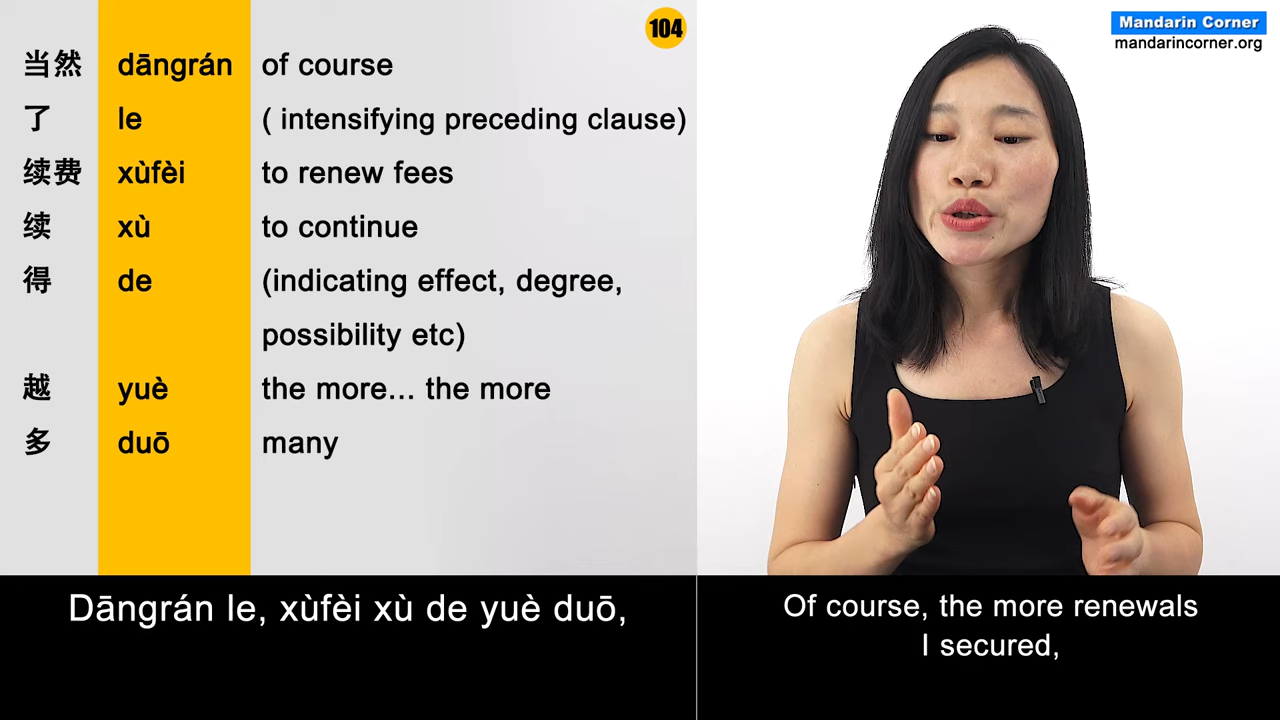 104
Mandarin Corner
mandarincorner.org
当然 dāngrán of course
了 le ( intensifying preceding clause)
续费 xùfèi to renew fees
续 xù to continue
得 de (indicating effect, degree,
possibility etc)
越 yuè the more... the more
多 duō many
Dāngrán le, xùfèi xù de yuè duō,
Of course, the more renewals
I secured,